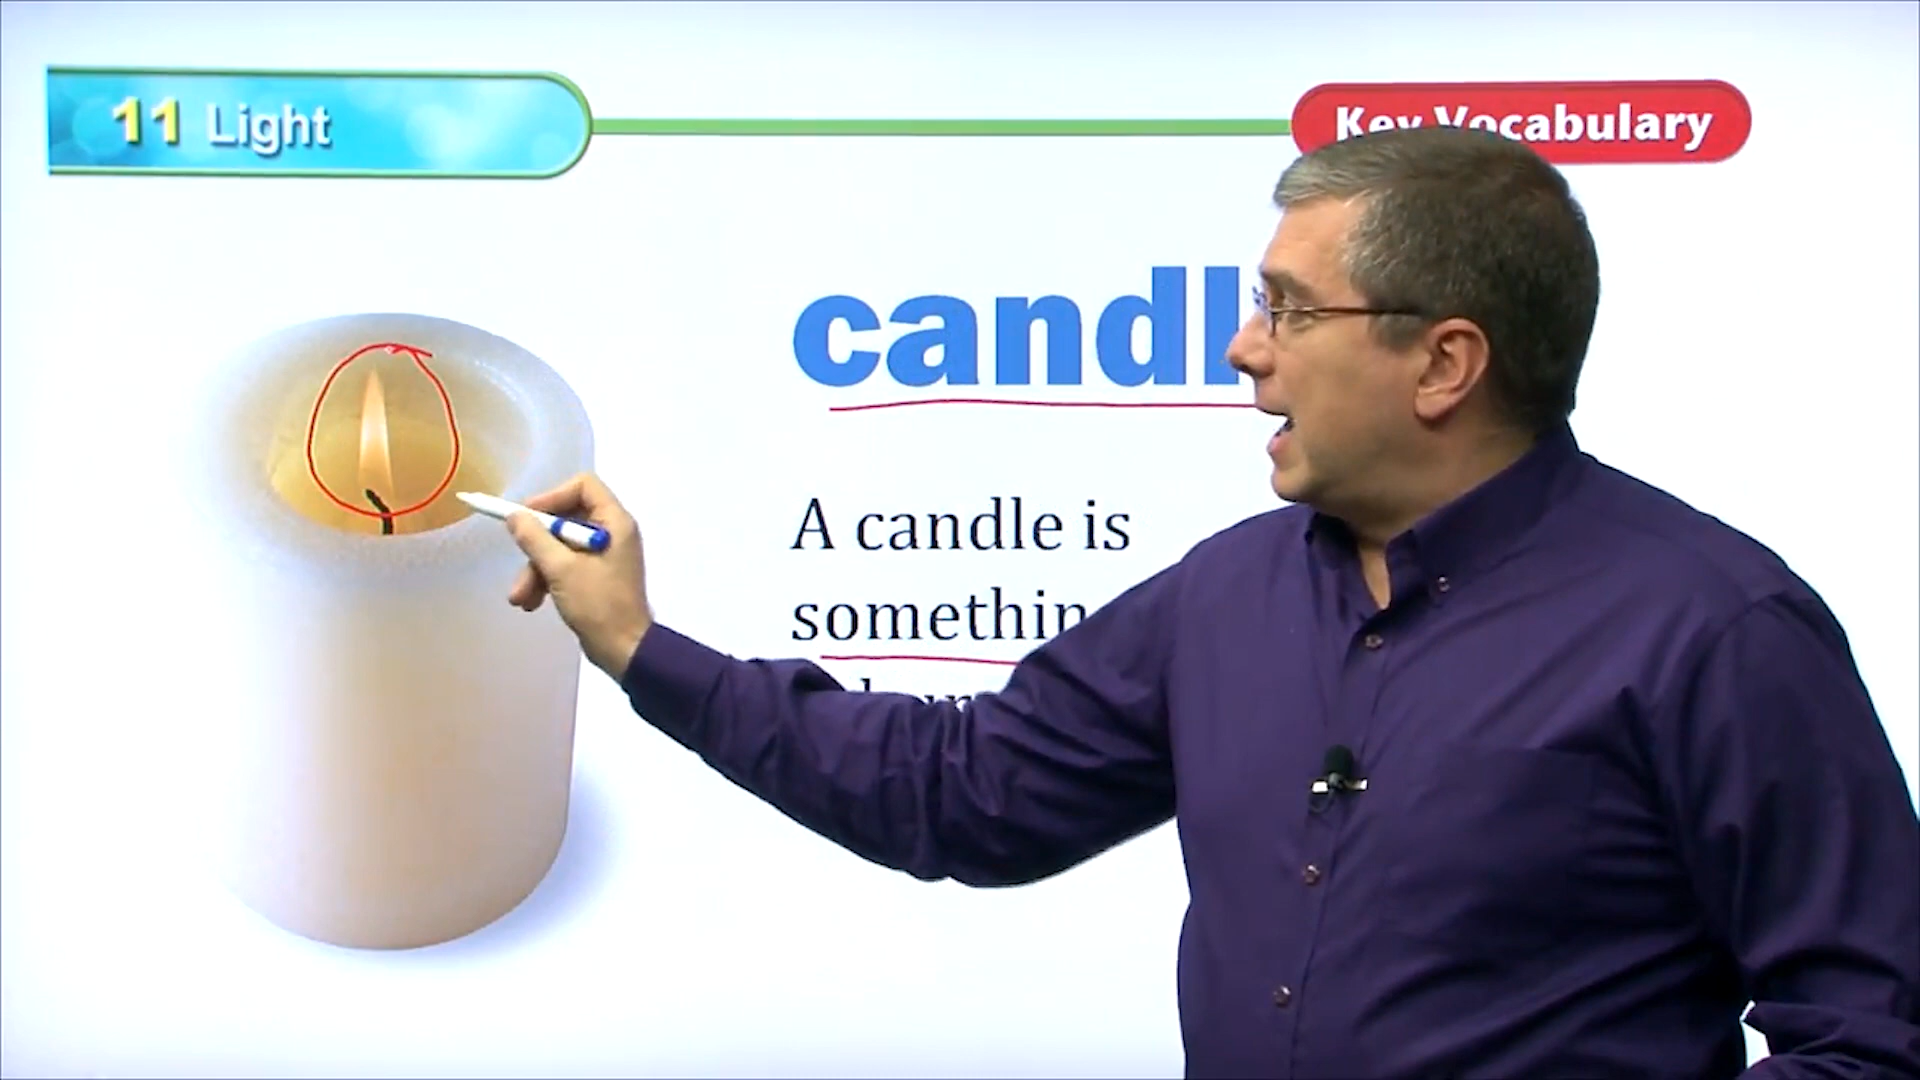 11 Light
Key Vocabulary
candl
A candle is
somethin